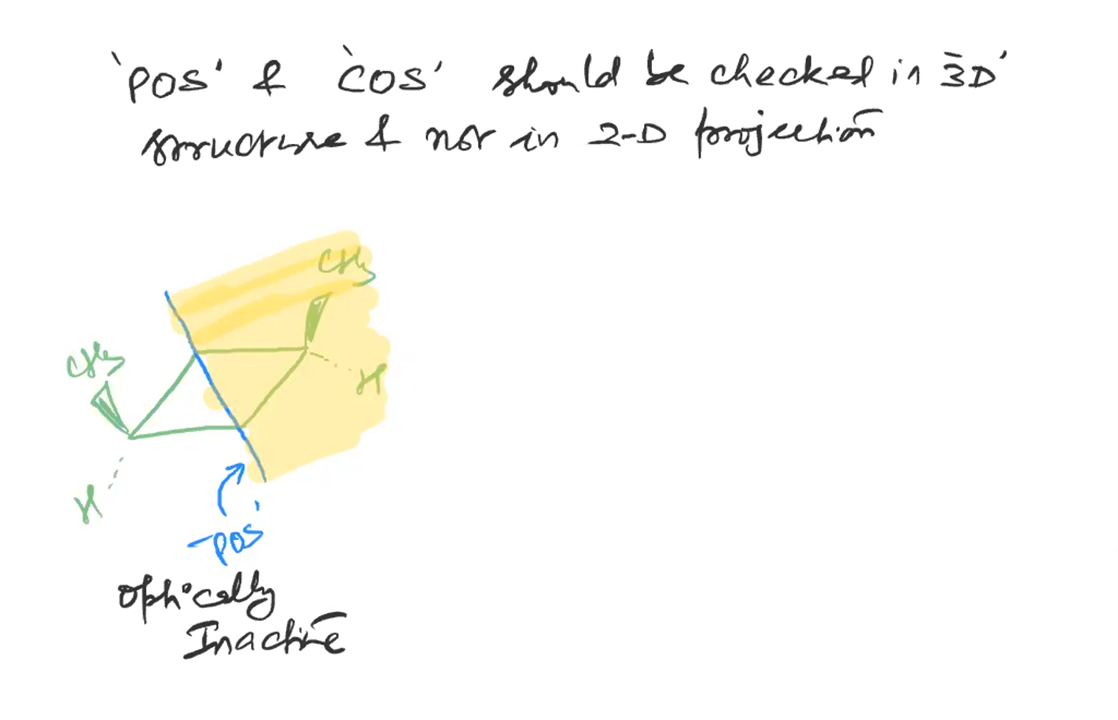 'POS' & 'COS' should be checked in '3D'
structure & not in 2-D projection
CH3
CH3
H
H
POS'
Optically
Inactive